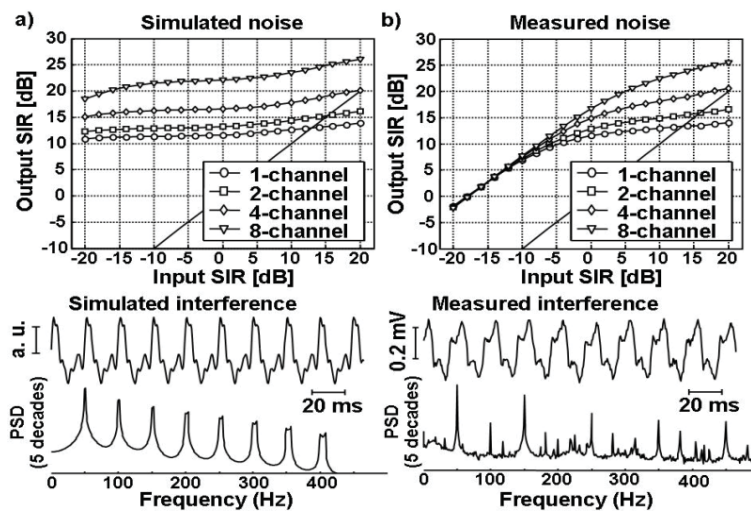 a) Simulated noise
Output SIR [dB]
30
25
20
15
10
5
0
-5
-10
1-channel
2-channel
4-channel
8-channel
-20 -15 -10 -5 0 5 10 15 20
Input SIR [dB]
Simulated interference
a. u.
20 ms
PSD
(5 decades)
0 100 200 300 400
Frequency (Hz)
b) Measured noise
Output SIR [dB]
30
25
20
15
10
5
0
-5
-10
1-channel
2-channel
4-channel
8-channel
-20 -15 -10 -5 0 5 10 15 20
Input SIR [dB]
Measured interference
0.2 mV
20 ms
PSD
(5 decades)
0 100 200 300 400
Frequency (Hz)